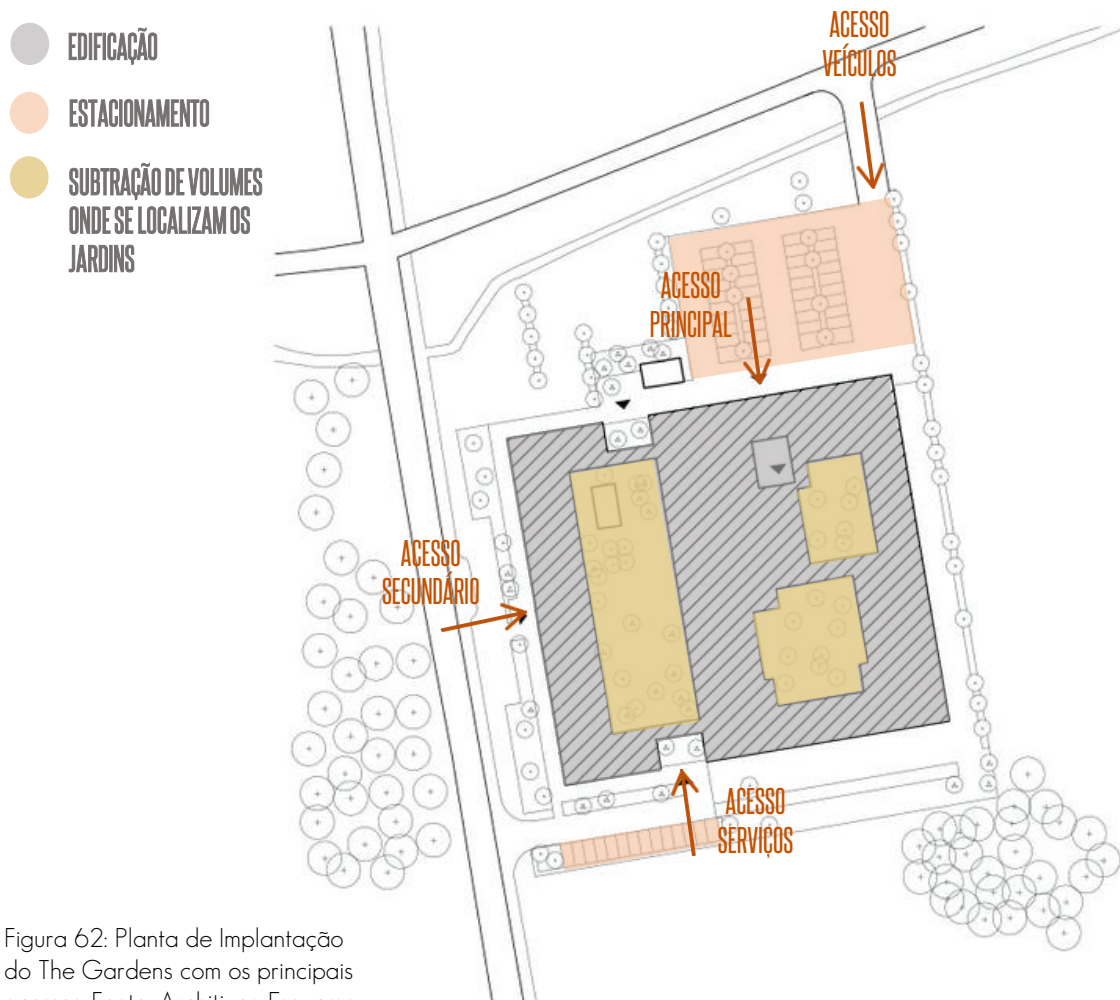 EDIFICAÇÃO
ESTACIONAMENTO
SUBTRAÇÃO DE VOLUMES
ONDE SE LOCALIZAM OS
JARDINS
ACESSO
VEÍCULOS
ACESSO
PRINCIPAL
ACESSO
SECUNDÁRIO
ACESSO
SERVIÇOS
Figura 62: Planta de Implantação
do The Gardens com os principais